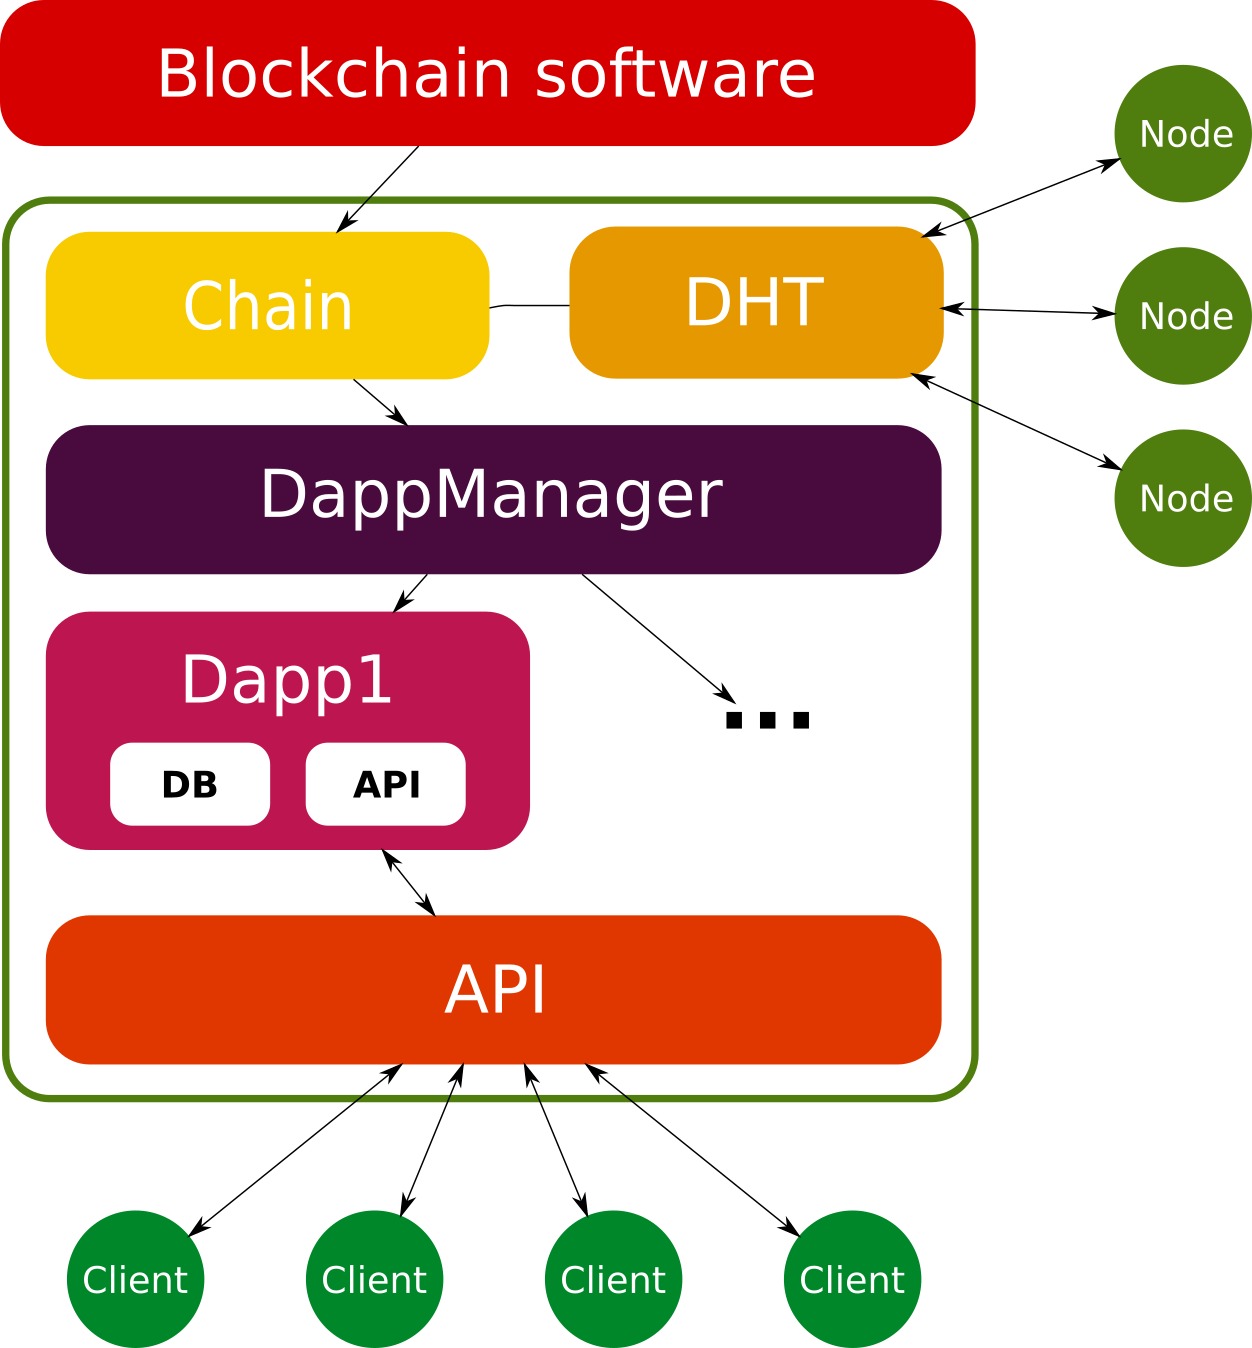 Blockchain software
Node
Chain
DHT
Node
DappManager
Node
Dapp1
...
DB
API
API
Client
Client
Client
Client